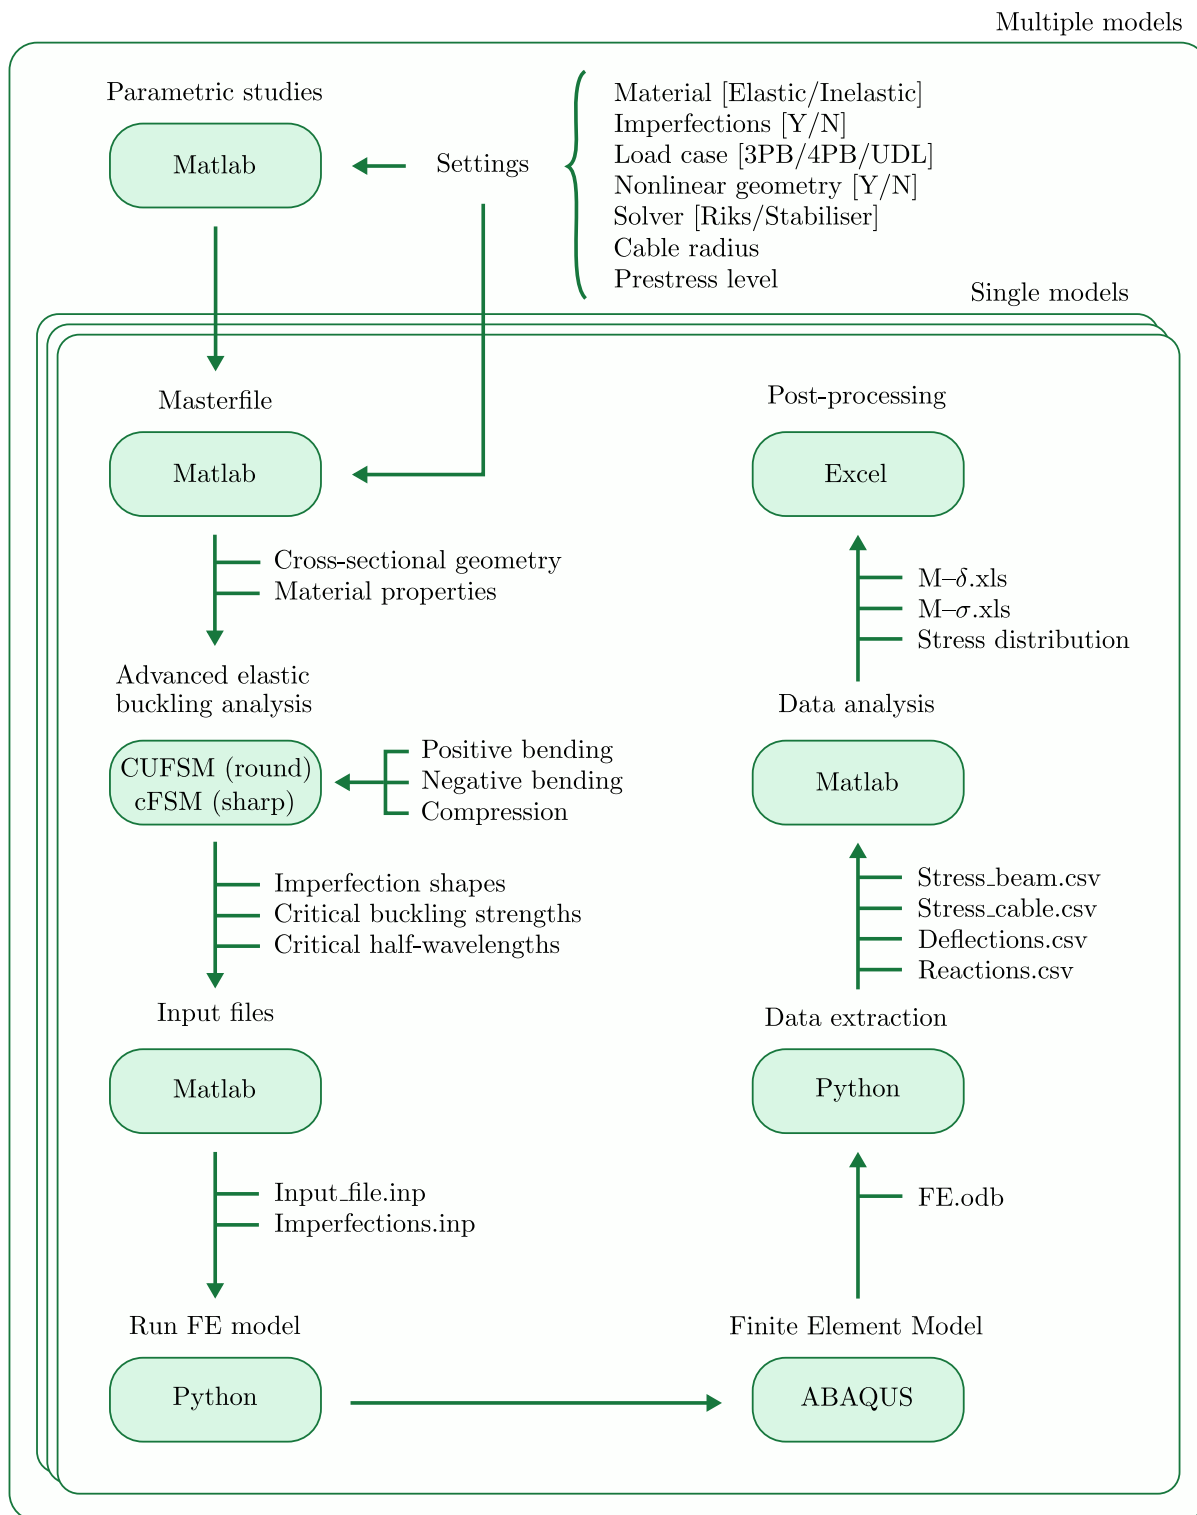 Multiple models
Parametric studies
Matlab
Settings
Material [Elastic/Inelastic]
Imperfections [Y/N]
Load case [3PB/4PB/UDL]
Nonlinear geometry [Y/N]
Solver [Riks/Stabiliser]
Cable radius
Prestress level
Single models
Masterfile
Matlab
Cross-sectional geometry
Material properties
Advanced elastic
buckling analysis
CUFSM (round)
cFSM (sharp)
Positive bending
Negative bending
Compression
Imperfection shapes
Critical buckling strengths
Critical half-wavelengths
Input files
Matlab
Input_file.inp
Imperfections.inp
Run FE model
Python
Finite Element Model
ABAQUS
FE.odb
Data extraction
Python
Stress_beam.csv
Stress_cable.csv
Deflections.csv
Reactions.csv
Data analysis
Matlab
M–δ.xls
M–σ.xls
Stress distribution
Post-processing
Excel